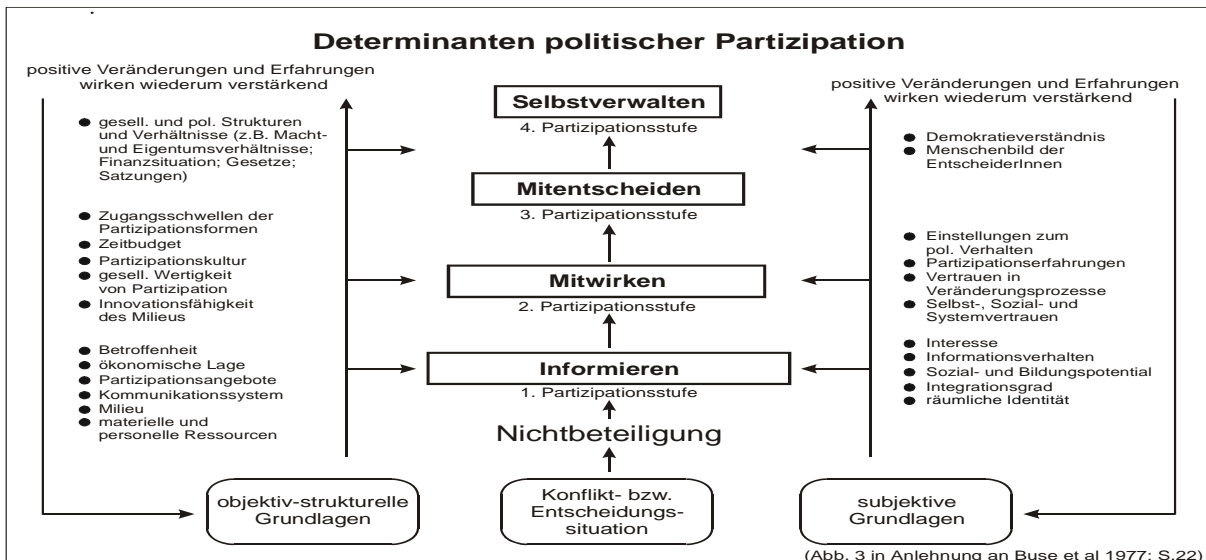 Determinanten politischer Partizipation
positive Veränderungen und Erfahrungen
wirken wiederum verstärkend
● gesell. und pol. Strukturen
und Verhältnisse (z.B. Macht-
und Eigentumsverhältnisse;
Finanzsituation; Gesetze;
Satzungen)
● Zugangsschwellen der
Partizipationsformen
● Zeitbudget
● Partizipationskultur
● gesell. Wertigkeit
von Partizipation
● Innovationsfähigkeit
des Milieus
● Betroffenheit
● ökonomische Lage
● Partizipationsangebote
● Kommunikationssystem
● Milieu
● materielle und
personelle Ressourcen
objektiv-strukturelle
Grundlagen
Selbstverwalten
4. Partizipationsstufe
Mitentscheiden
3. Partizipationsstufe
Mitwirken
2. Partizipationsstufe
Informieren
1. Partizipationsstufe
Nichtbeteiligung
Konflikt- bzw.
Entscheidungs-
situation
positive Veränderungen und Erfahrungen
wirken wiederum verstärkend
● Demokratieverständnis
● Menschenbild der
EntscheiderInnen
● Einstellungen zum
pol. Verhalten
● Partizipationserfahrungen
● Vertrauen in
Veränderungsprozesse
● Selbst-, Sozial- und
Systemvertrauen
● Interesse
● Informationsverhalten
● Sozial- und Bildungspotential
● Integrationsgrad
● räumliche Identität
subjektive
Grundlagen
(Abb. 3 in Anlehnung an Buse et al 1977: S.22)